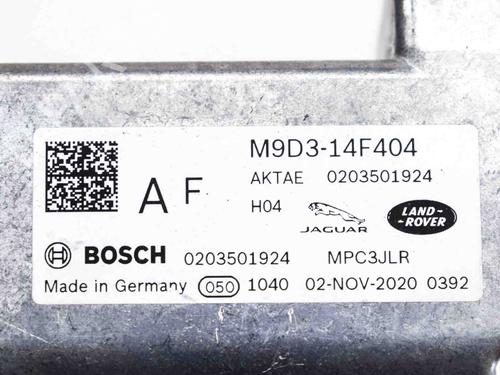 M9D3-14F404
A F
AKTAE 0203501924
H04 JAGUAR LAND-ROVER
BOSCH 0203501924 MPC3JLR
Made in Germany 050 1040 02-NOV-2020 0392